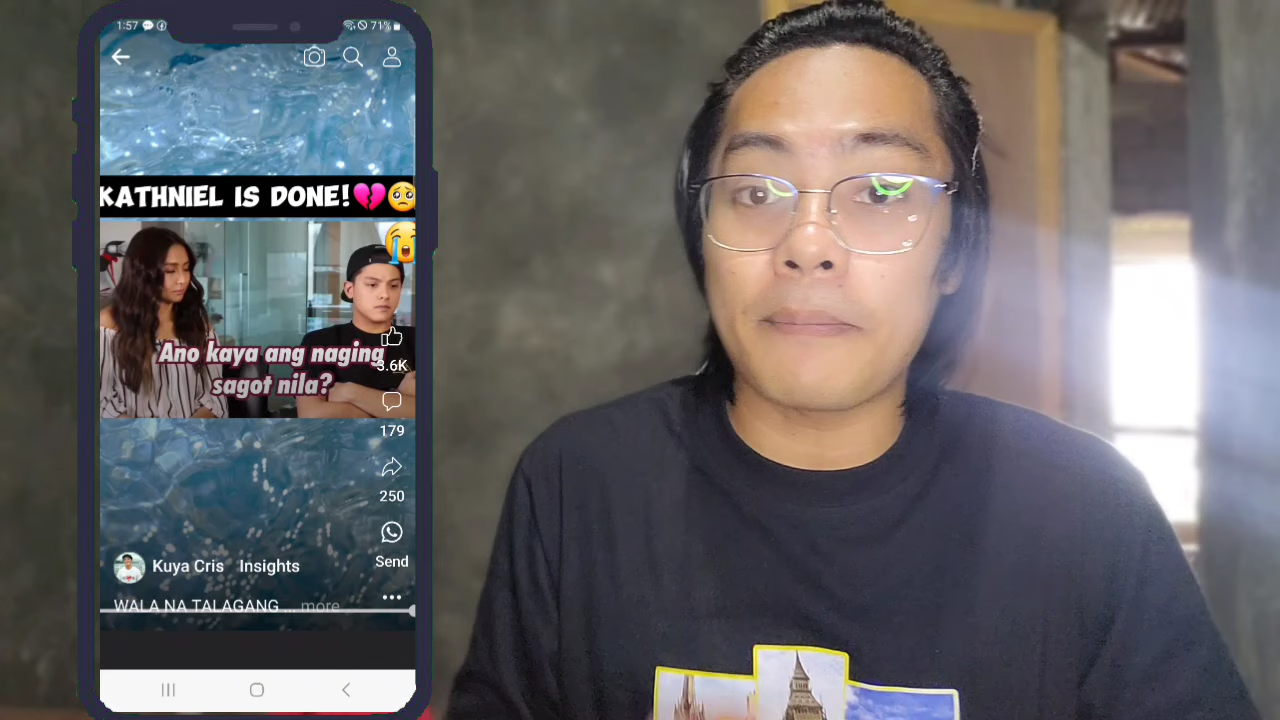 1:57
71%
KATHNIEL IS DONE!
Ano kaya ang naging
sagot nila?
3.6K
179
250
Send
Kuya Cris Insights
WALA NA TALAGANG ... more